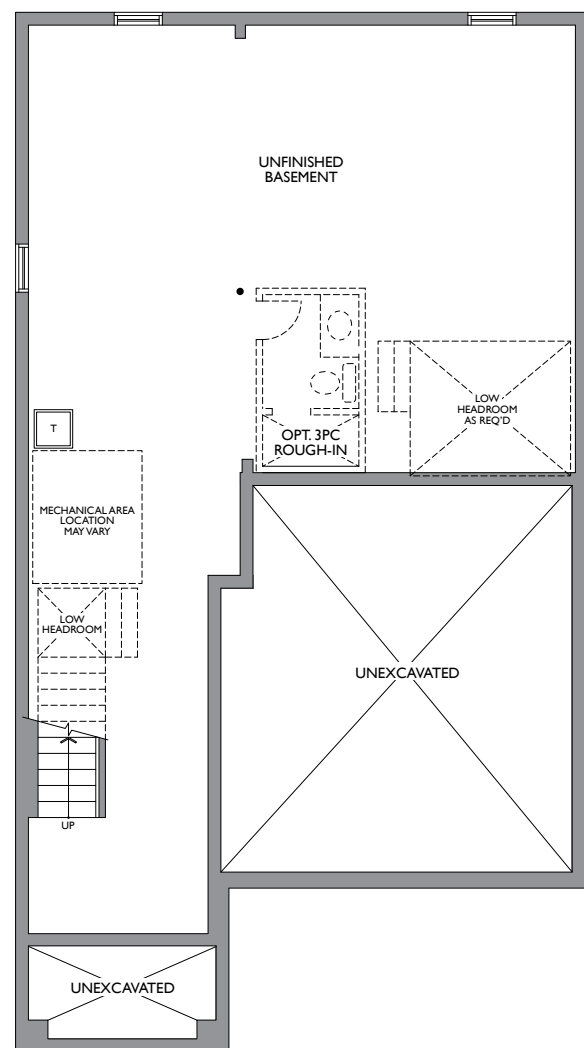 UNFINISHED
BASEMENT
LOW
HEADROOM
AS REQ'D
T
OPT. 3PC
ROUGH-IN
MECHANICAL AREA
LOCATION
MAY VARY
LOW
HEADROOM
UNEXCAVATED
UP
UNEXCAVATED